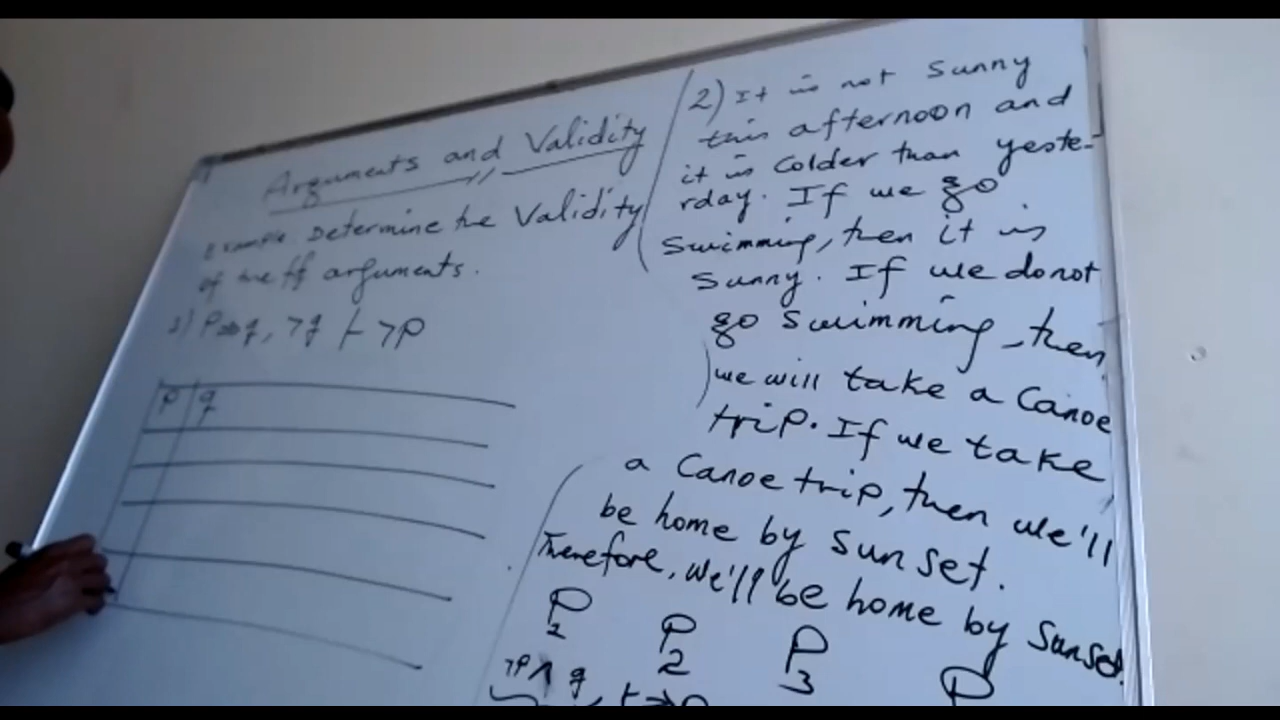 Arguments and Validity
Example. Determine the Validity
of the ff arguments.
1) P⇒q, ¬q ⊢ ¬P
P q
2) It is not sunny
this afternoon and
it is Colder than yeste-
rday. If we go
Swimming, then it is
Sunny. If we do not
go swimming, then
we will take a Canoe
trip. If we take
a Canoe trip, then we'll
be home by sunset.
Therefore, we'll be home by sunset.
P P P P
2 2 3
¬P ∧ q